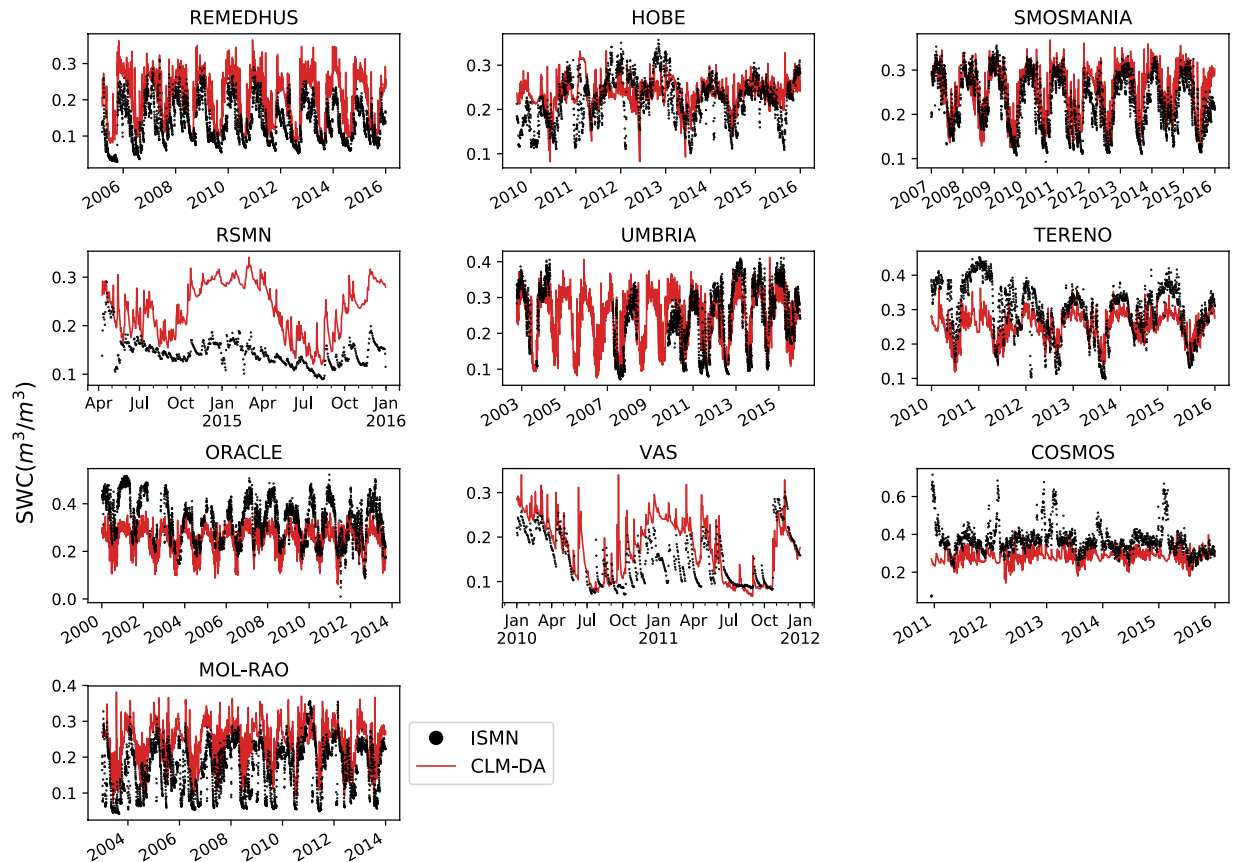 REMEDHUS HOBE SMOSMANIA
0.3
0.2
0.1
2006 2008 2010 2012 2014 2016
0.3
0.2
0.1
2010 2011 2012 2013 2014 2015 2016
0.3
0.2
0.1
2007 2008 2009 2010 2011 2012 2013 2014 2015 2016
RSMN UMBRIA TERENO
0.3
0.2
0.1
Apr Jul Oct Jan Apr Jul Oct Jan
2015 2016
0.4
0.3
0.2
0.1
2003 2005 2007 2009 2011 2013 2015
0.4
0.3
0.2
0.1
2010 2011 2012 2013 2014 2015 2016
SWC(m³/m³)
ORACLE VAS COSMOS
0.4
0.2
0.0
2000 2002 2004 2006 2008 2010 2012 2014
0.3
0.2
0.1
Jan Apr Jul Oct Jan Apr Jul Oct Jan
2010 2011 2012
0.6
0.4
0.2
2011 2012 2013 2014 2015 2016
MOL-RAO
0.4
0.3
0.2
0.1
2004 2006 2008 2010 2012 2014
ISMN
CLM-DA